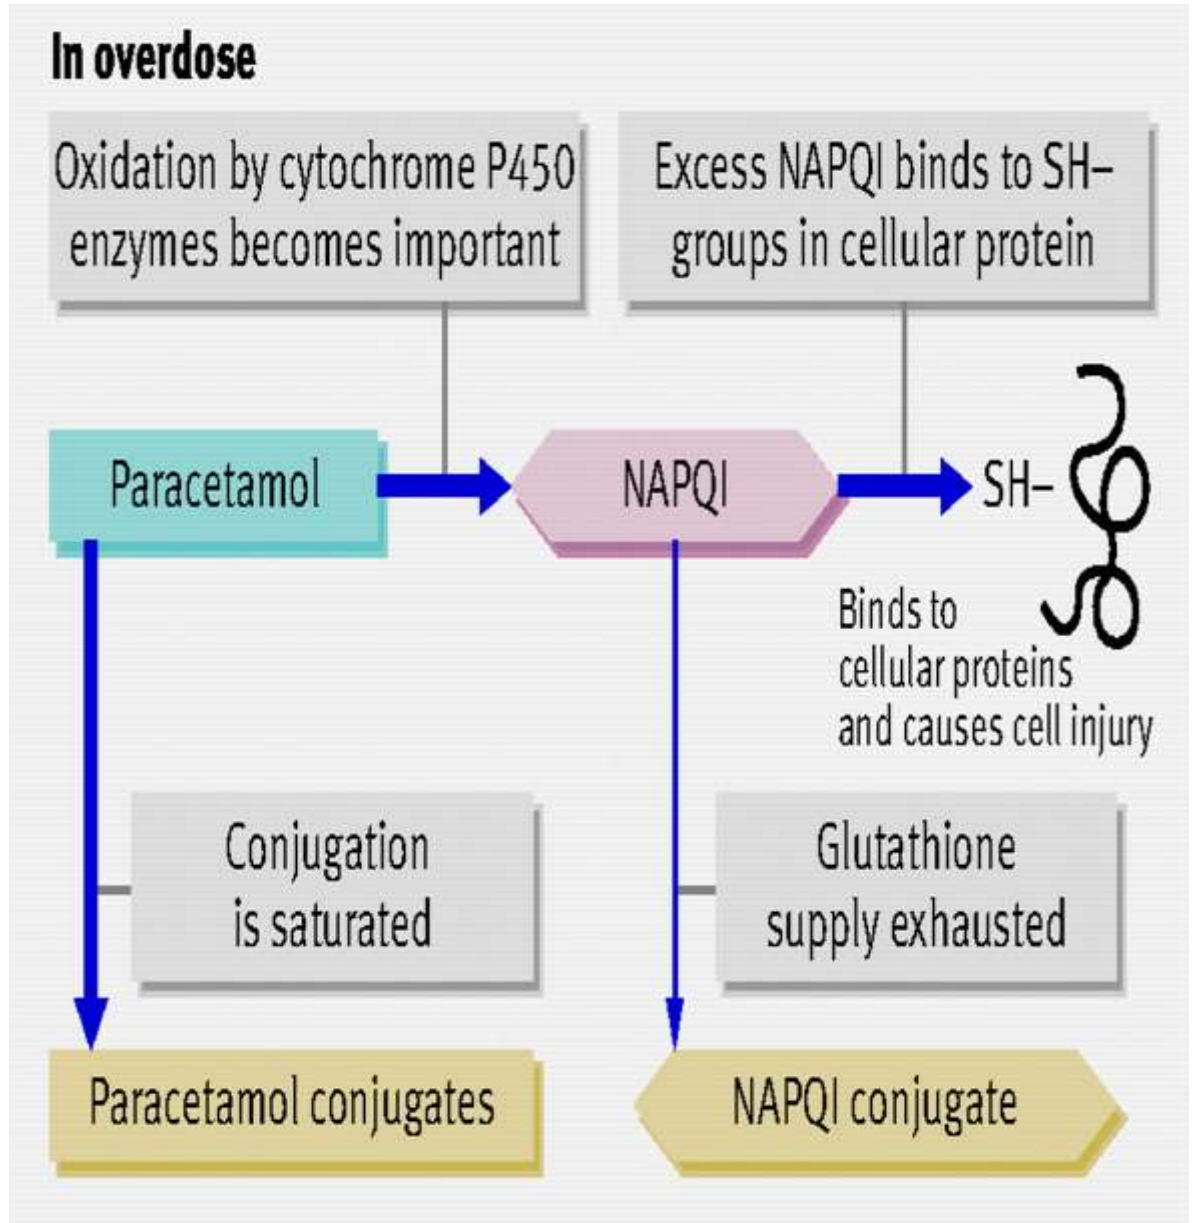 In overdose
Oxidation by cytochrome P450
enzymes becomes important
Excess NAPQI binds to SH–
groups in cellular protein
Paracetamol
NAPQI
SH–
Binds to
cellular proteins
and causes cell injury
Conjugation
is saturated
Glutathione
supply exhausted
Paracetamol conjugates
NAPQI conjugate